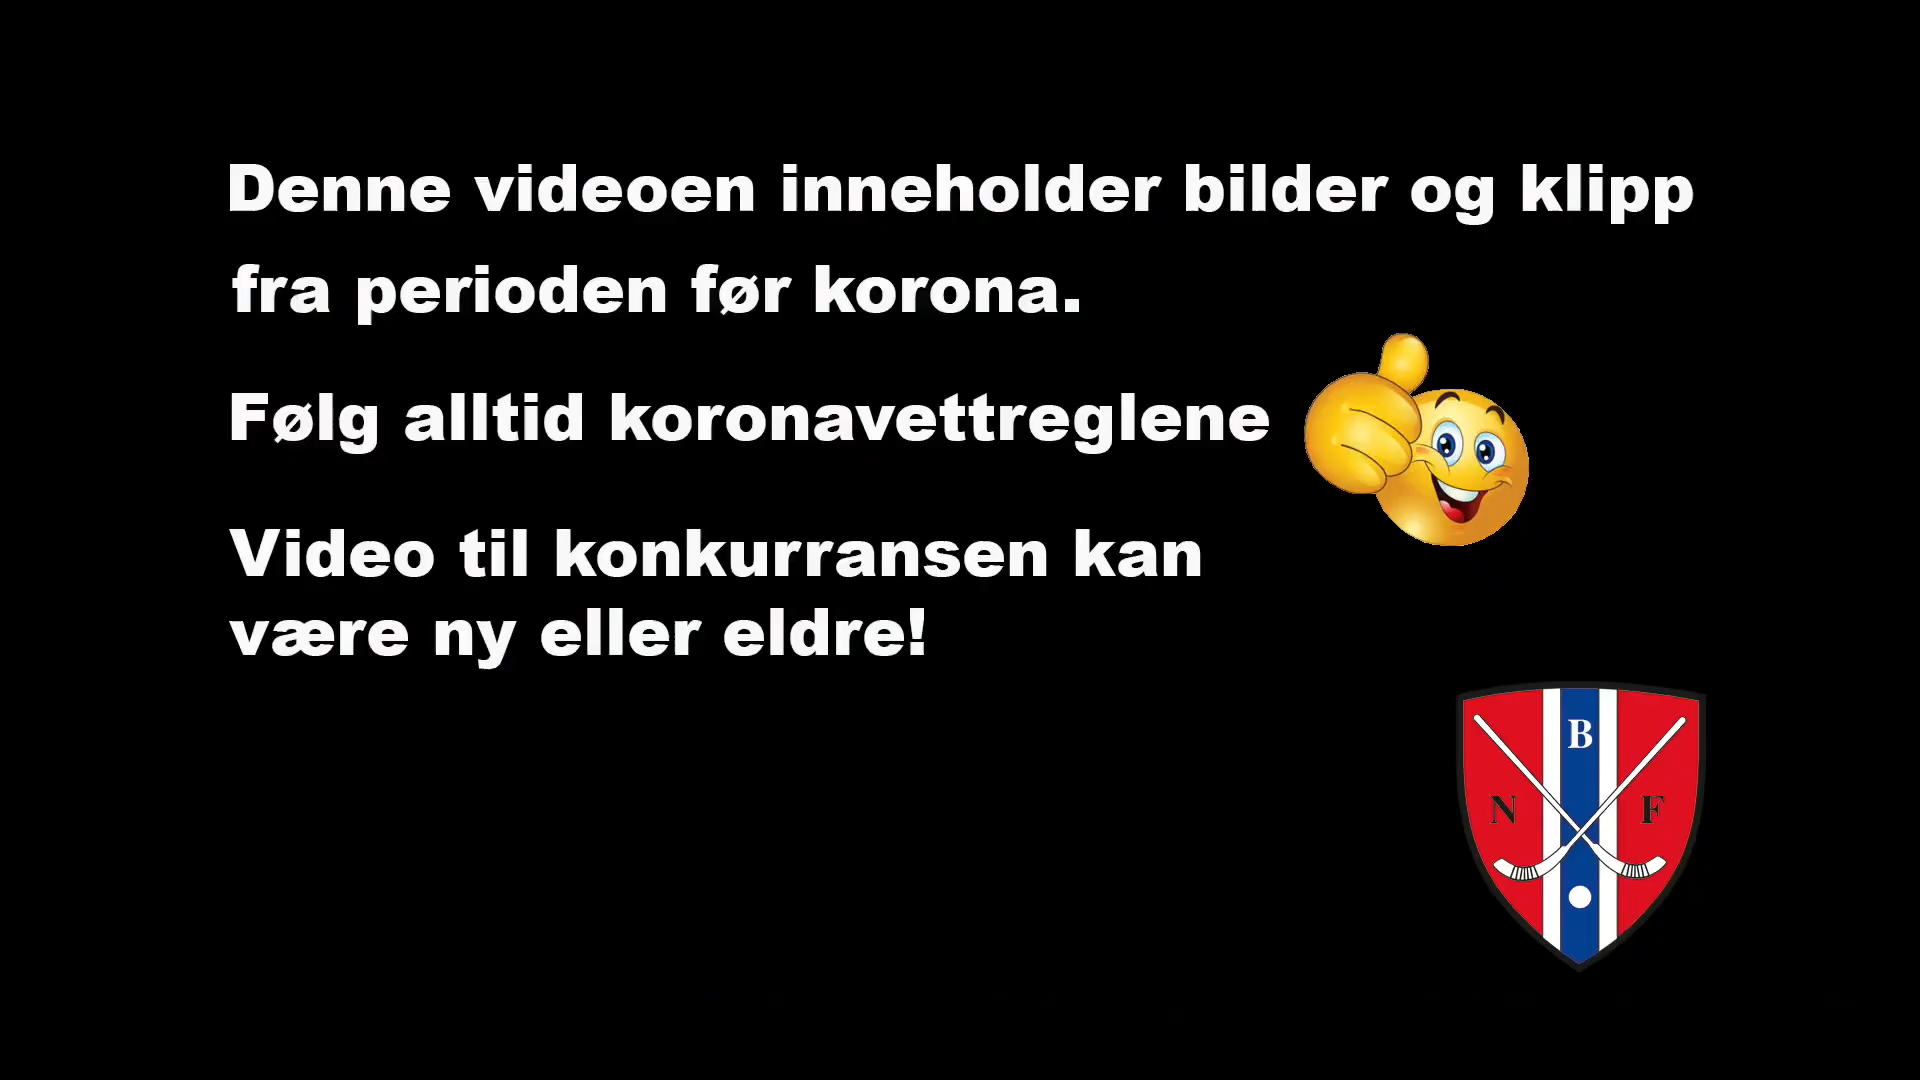 Denne videoen inneholder bilder og klipp
fra perioden før korona.
Følg alltid koronavettreglene
Video til konkurransen kan
være ny eller eldre!
B
N F